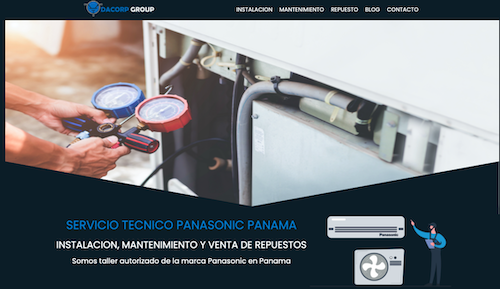 DACORP GROUP
INSTALACION MANTENIMIENTO REPUESTO BLOG CONTACTO
SERVICIO TECNICO PANASONIC PANAMA
INSTALACION, MANTENIMIENTO Y VENTA DE REPUESTOS
Somos taller autorizado de la marca Panasonic en Panama
Panasonic